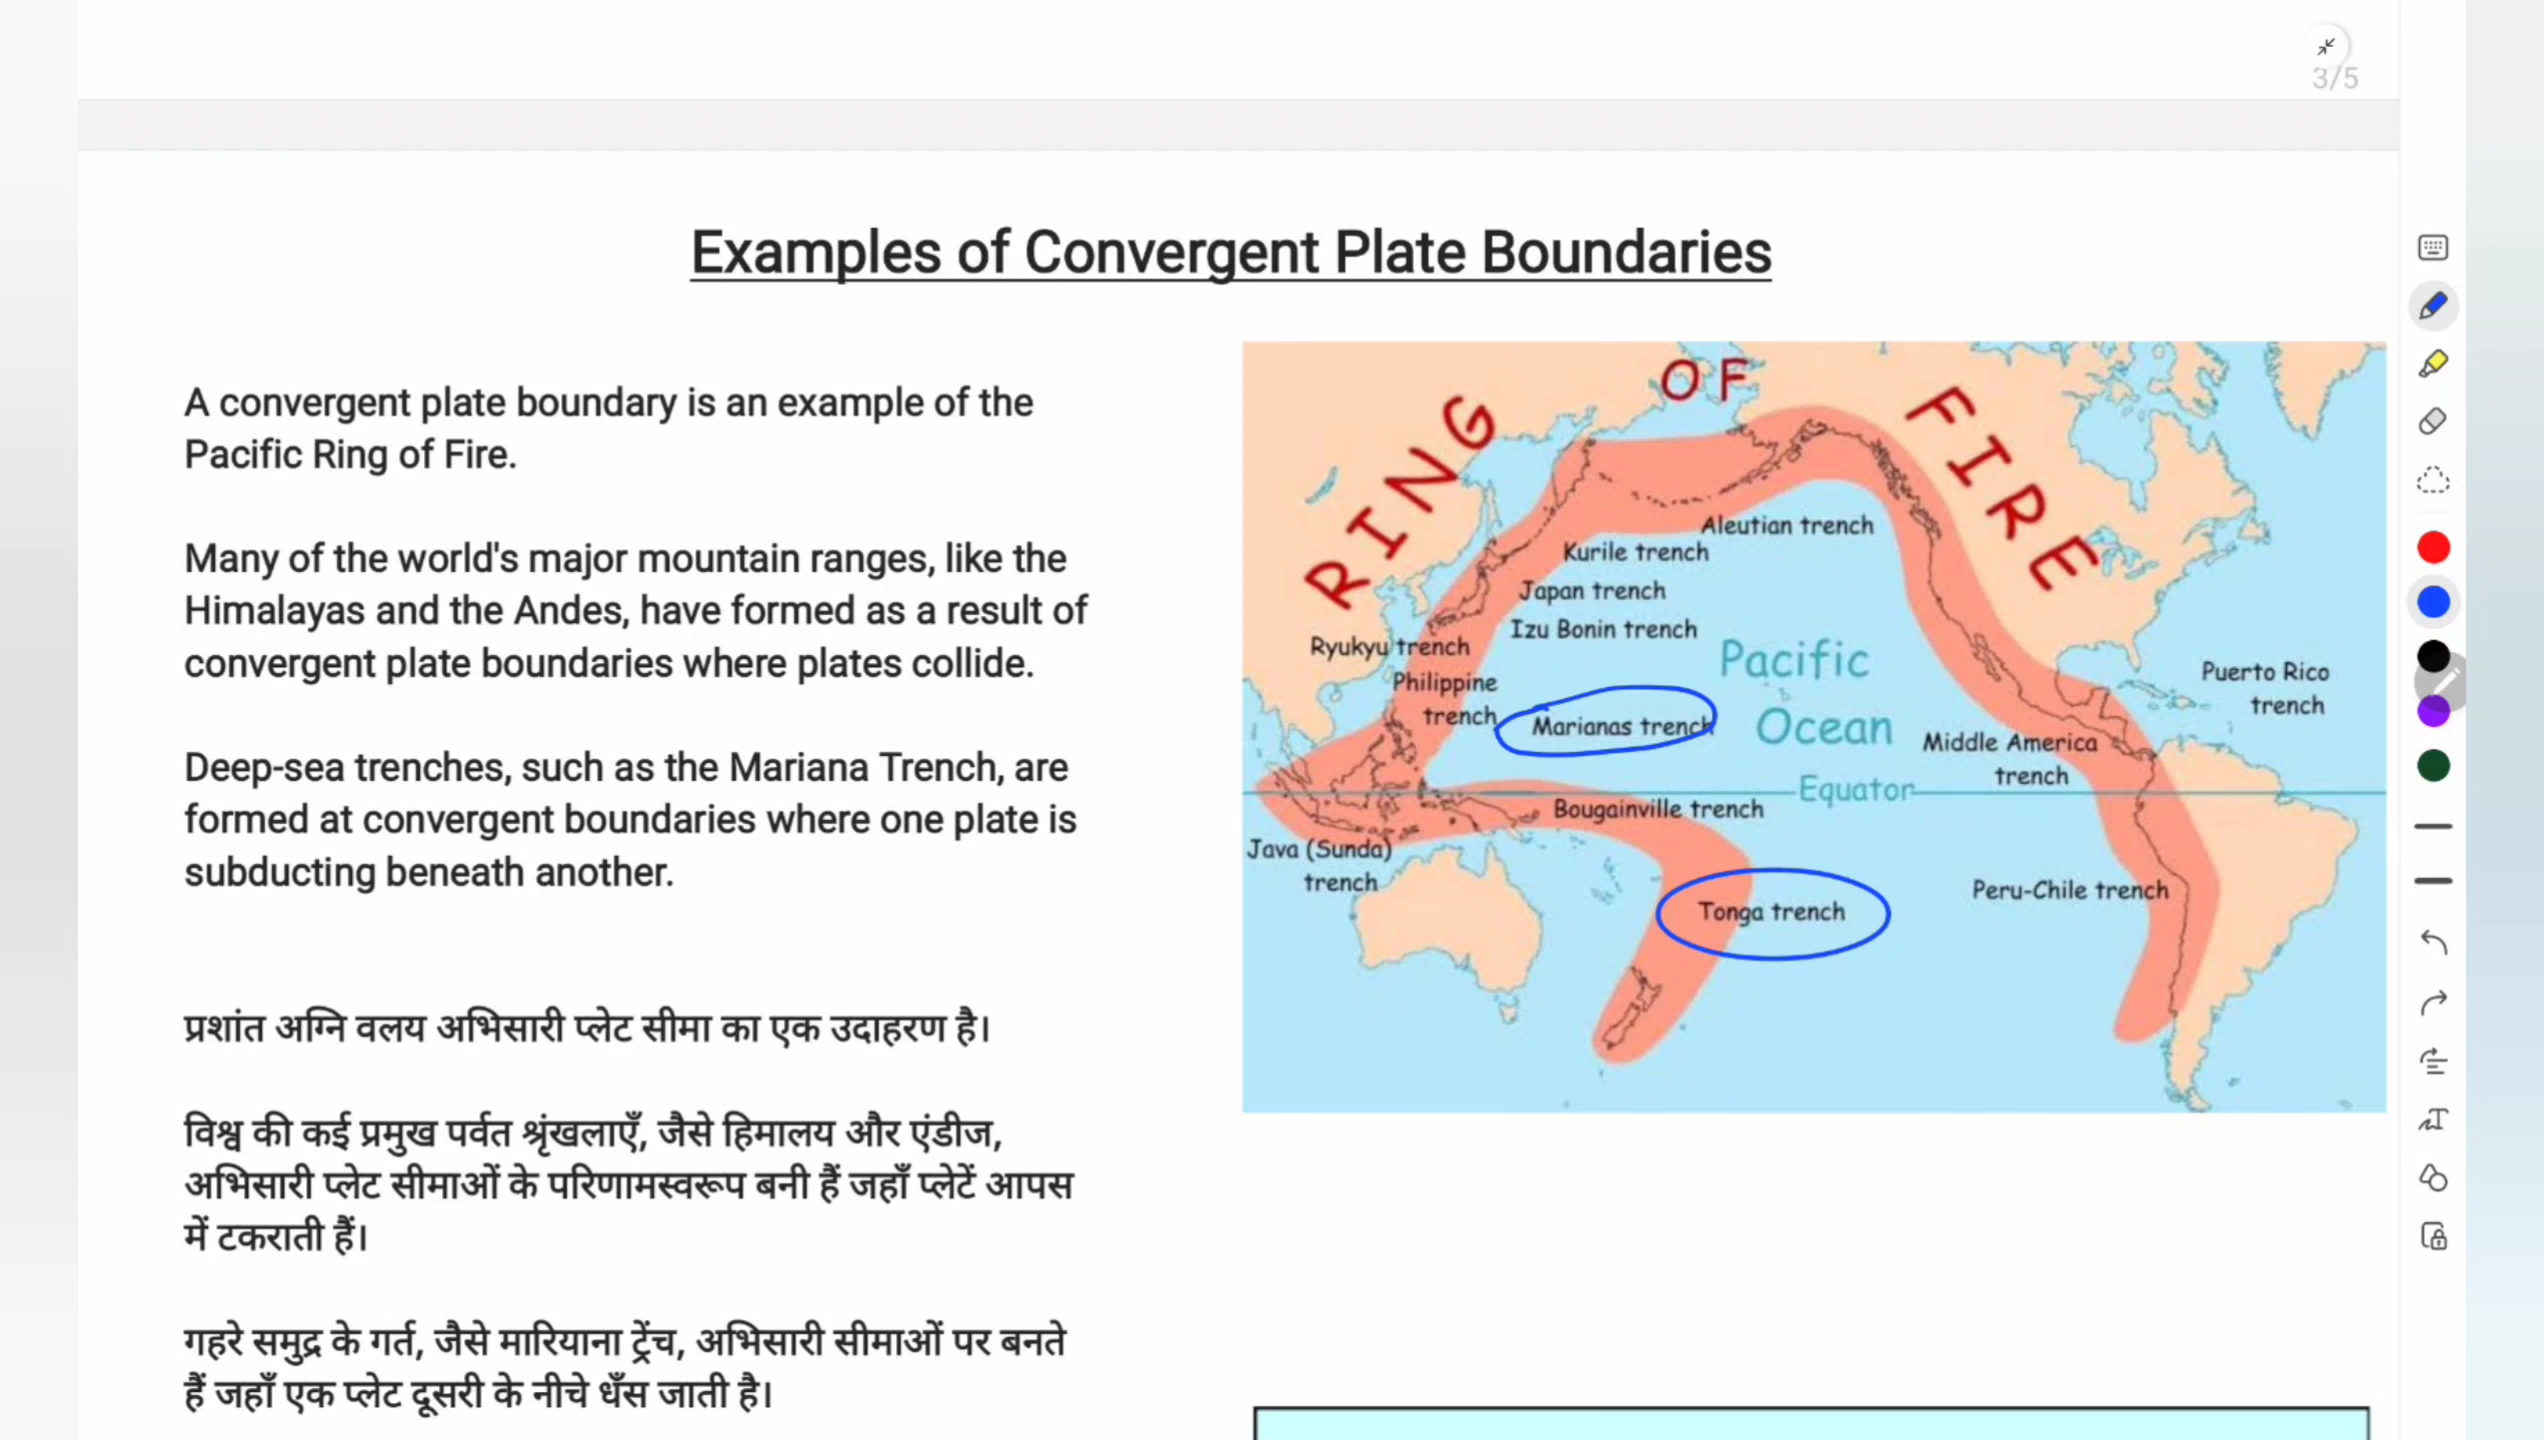 3/5
Examples of Convergent Plate Boundaries
A convergent plate boundary is an example of the
Pacific Ring of Fire.
Many of the world's major mountain ranges, like the
Himalayas and the Andes, have formed as a result of
convergent plate boundaries where plates collide.
Deep-sea trenches, such as the Mariana Trench, are
formed at convergent boundaries where one plate is
subducting beneath another.
प्रशांत अग्नि वलय अभिसारी प्लेट सीमा का एक उदाहरण है।
विश्व की कई प्रमुख पर्वत श्रृंखलाएँ, जैसे हिमालय और एंडीज,
अभिसारी प्लेट सीमाओं के परिणामस्वरूप बनी हैं जहाँ प्लेटें आपस
में टकराती हैं।
गहरे समुद्र के गर्त, जैसे मारियाना ट्रेंच, अभिसारी सीमाओं पर बनते
हैं जहाँ एक प्लेट दूसरी के नीचे धँस जाती है।
RING OF FIRE
Aleutian trench
Kurile trench
Japan trench
Izu Bonin trench
Ryukyu trench
Philippine
trench
Marianas trench
Pacific
Ocean
Puerto Rico
trench
Middle America
trench
Equator
Bougainville trench
Java (Sunda)
trench
Tonga trench
Peru-Chile trench